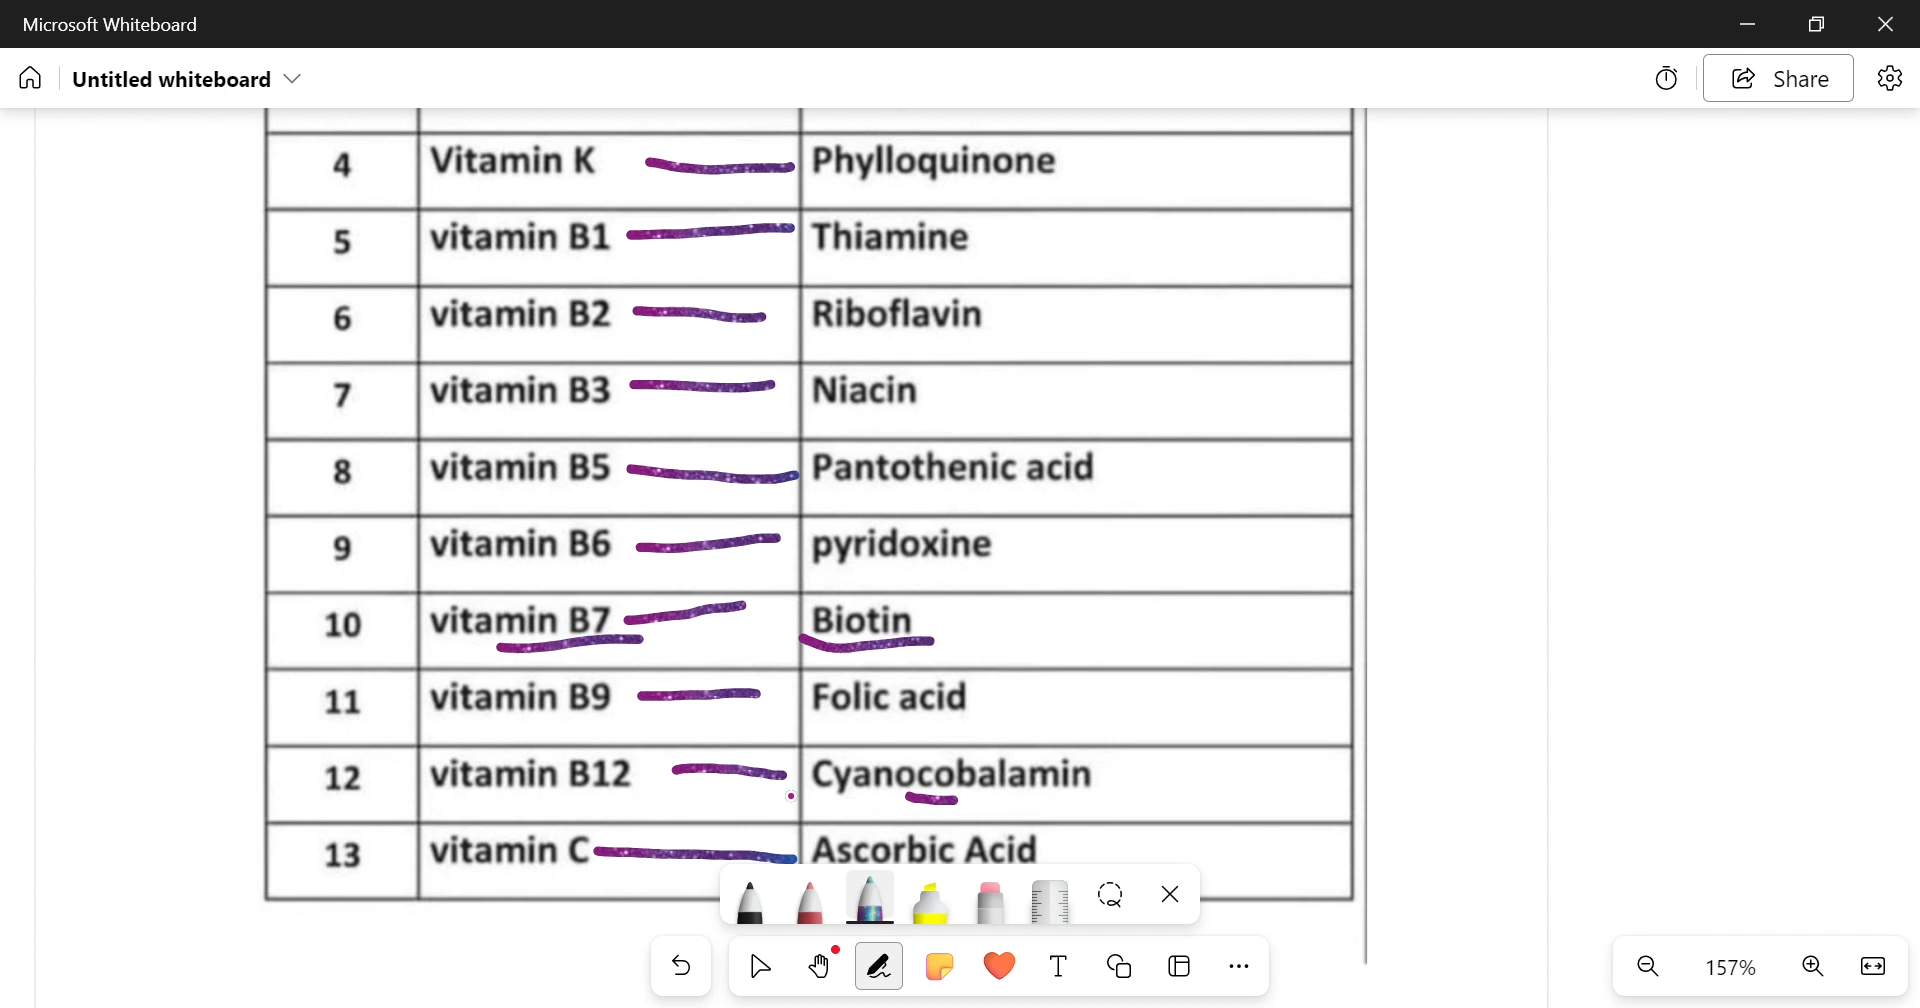 Microsoft Whiteboard
Untitled whiteboard
Share
4 Vitamin K Phylloquinone
5 vitamin B1 Thiamine
6 vitamin B2 Riboflavin
7 vitamin B3 Niacin
8 vitamin B5 Pantothenic acid
9 vitamin B6 pyridoxine
10 vitamin B7 Biotin
11 vitamin B9 Folic acid
12 vitamin B12 Cyanocobalamin
13 vitamin C Ascorbic Acid
T
157%